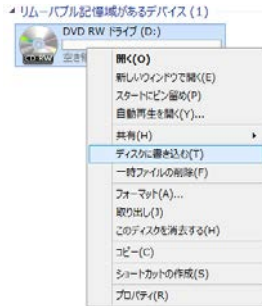 リムーバブル記憶域があるデバイス (1)
DVD RW ドライブ (D:)
CD RW
空き
開く(O)
新しいウィンドウで開く(E)
スタートにピン留め(P)
自動再生を開く(Y)...
共有(H)
ディスクに書き込む(T)
一時ファイルの削除(F)
フォーマット(A)...
取り出し(J)
このディスクを消去する(H)
コピー(C)
ショートカットの作成(S)
プロパティ(R)